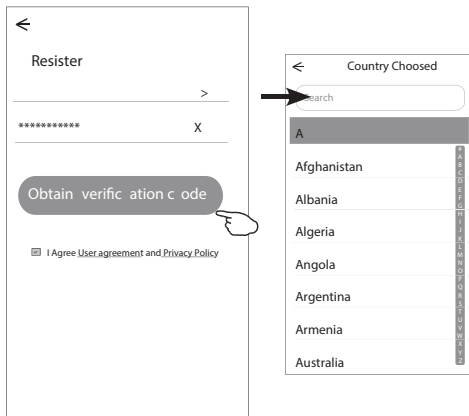 Resister
>
***********
X
Obtain verific ation c ode
I Agree User agreement and Privacy Policy
Country Choosed
Search
A
Afghanistan
Albania
Algeria
Angola
Argentina
Armenia
Australia
#
A
B
C
D
E
F
G
H
I
J
K
L
M
N
O
P
Q
R
S
T
U
V
W
X
Y
Z